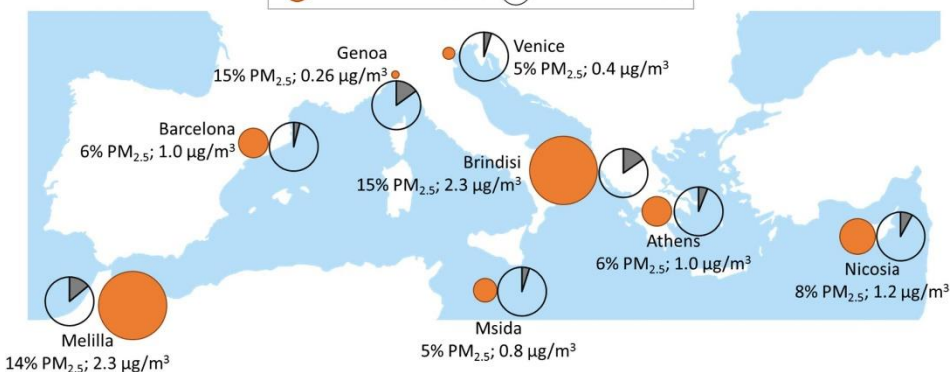 Genoa
15% PM2.5; 0.26 µg/m³
Venice
5% PM2.5; 0.4 µg/m³
Barcelona
6% PM2.5; 1.0 µg/m³
Brindisi
15% PM2.5; 2.3 µg/m³
Athens
6% PM2.5; 1.0 µg/m³
Nicosia
8% PM2.5; 1.2 µg/m³
Melilla
14% PM2.5; 2.3 µg/m³
Msida
5% PM2.5; 0.8 µg/m³